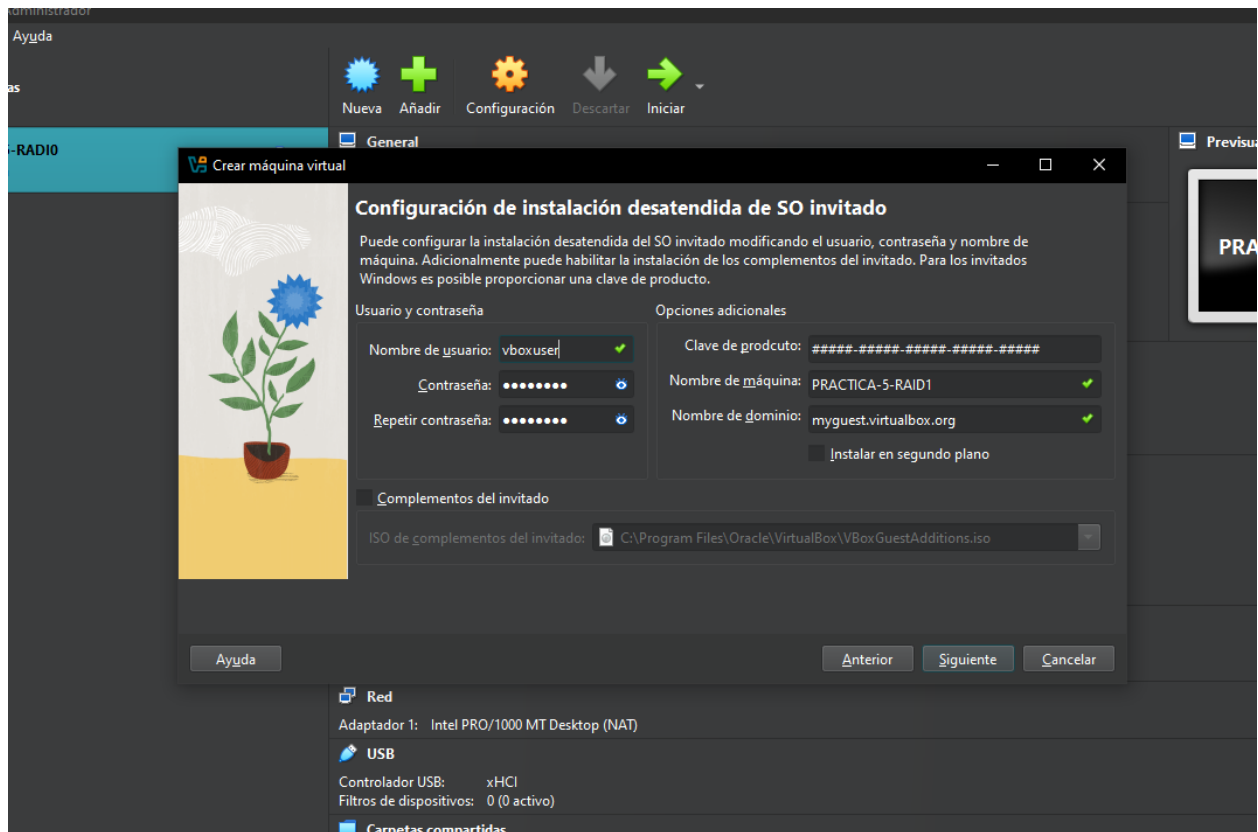 Administrador
Ayuda
as
Nueva Añadir Configuración Descartar Iniciar
-RADIO
General
Previsua
PRA
Crear máquina virtual
Configuración de instalación desatendida de SO invitado
Puede configurar la instalación desatendida del SO invitado modificando el usuario, contraseña y nombre de
máquina. Adicionalmente puede habilitar la instalación de los complementos del invitado. Para los invitados
Windows es posible proporcionar una clave de producto.
Usuario y contraseña
Nombre de usuario: vboxuser
Contraseña: ●●●●●●●●
Repetir contraseña: ●●●●●●●●
Opciones adicionales
Clave de prodcuto: #####-#####-#####-#####-#####
Nombre de máquina: PRACTICA-5-RAID1
Nombre de dominio: myguest.virtualbox.org
Instalar en segundo plano
Complementos del invitado
ISO de complementos del invitado: C:\Program Files\Oracle\VirtualBox\VBoxGuestAdditions.iso
Ayuda Anterior Siguiente Cancelar
Red
Adaptador 1: Intel PRO/1000 MT Desktop (NAT)
USB
Controlador USB: xHCI
Filtros de dispositivos: 0 (0 activo)
Carpetas compartidas